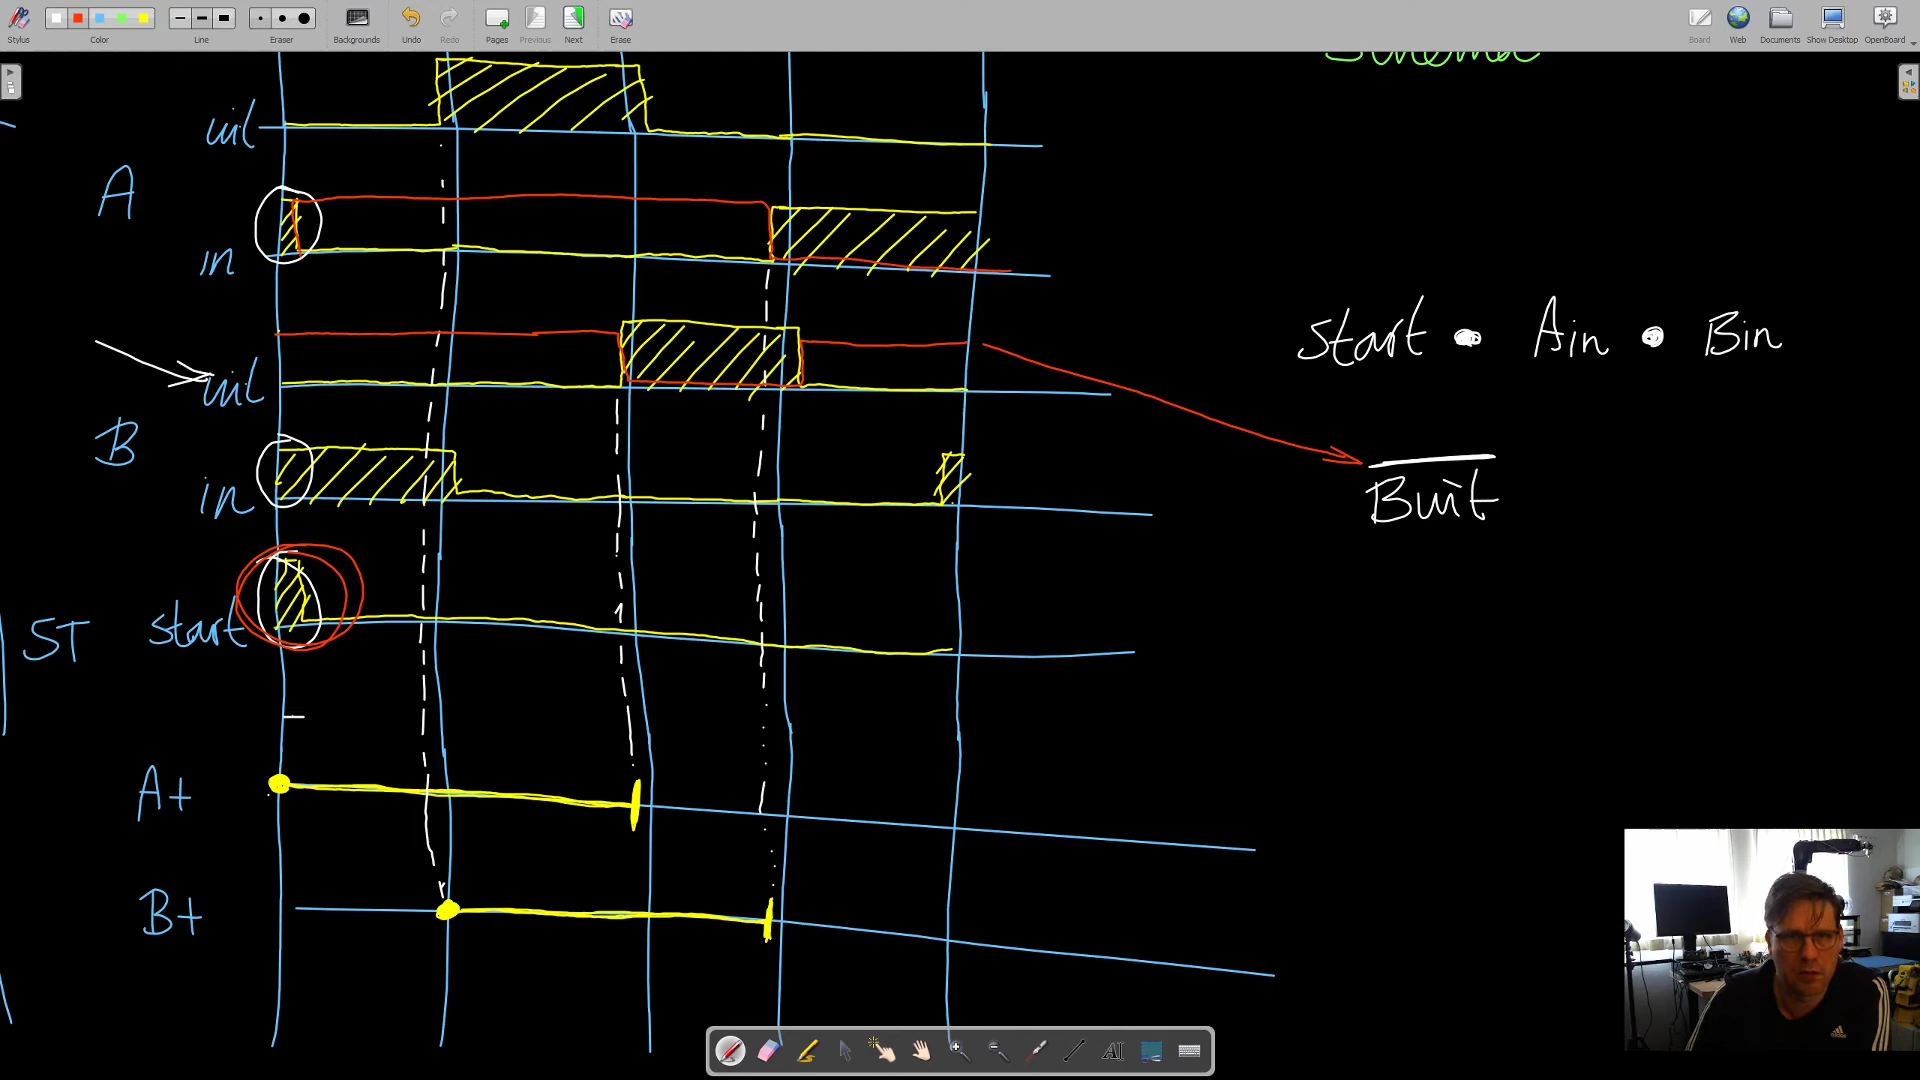 Stylus Color Line Eraser Backgrounds Undo Redo Pages Previous Next Erase Board Web Documents Show Desktop OpenBoard
uit
A
in
Start • Ain • Bin
uit
B
Buit
in
ST start
A+
B+
AI